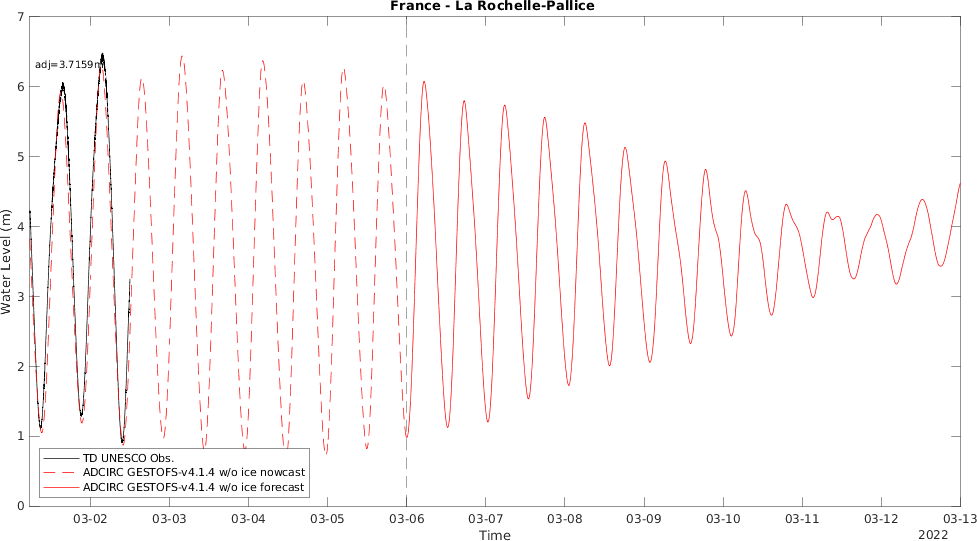 France - La Rochelle-Pallice
adj=3.7159m
Water Level (m)
7
6
5
4
3
2
1
0
TD UNESCO Obs.
ADCIRC GESTOFS-v4.1.4 w/o ice nowcast
ADCIRC GESTOFS-v4.1.4 w/o ice forecast
03-02 03-03 03-04 03-05 03-06 03-07 03-08 03-09 03-10 03-11 03-12 03-13
Time
2022